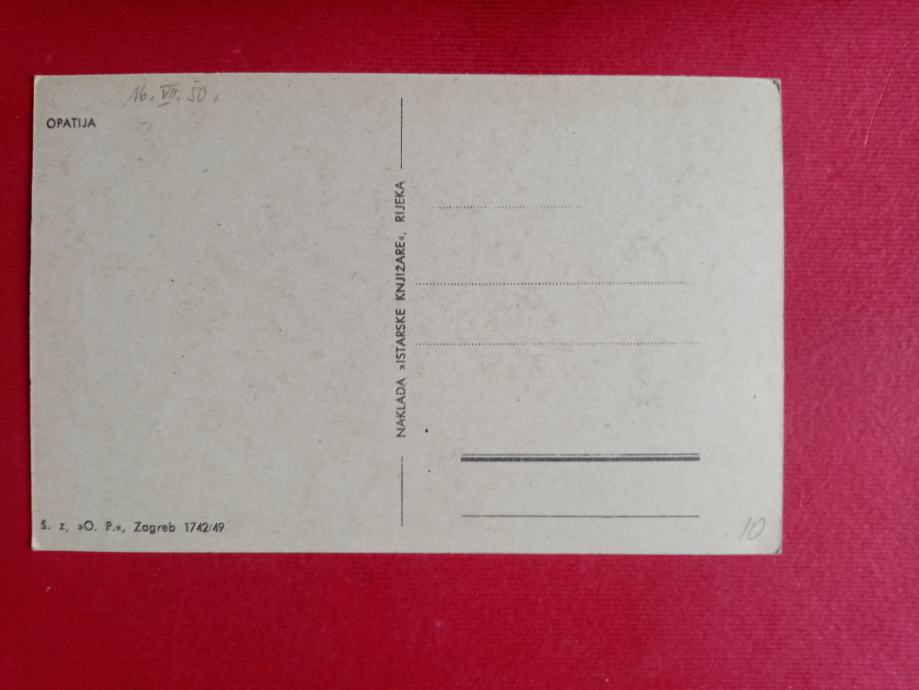 16. VII. 50.
OPATIJA
NAKLADA »ISTARSKE KNJIŽARE«, RIJEKA
Š. z. »O. P.«, Zagreb 1742/49
10